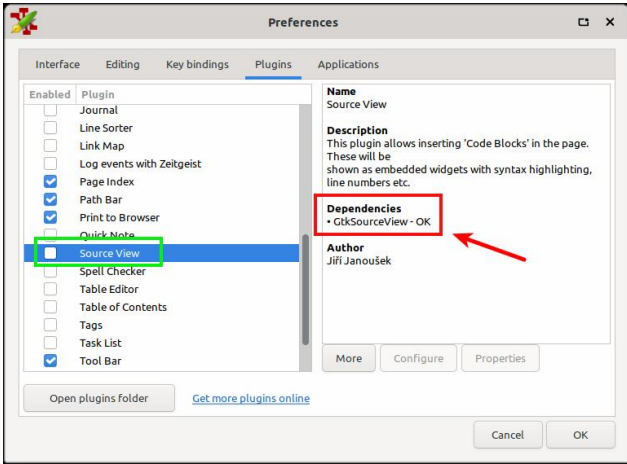 Preferences
Interface Editing Key bindings Plugins Applications
Enabled Plugin
Journal
Line Sorter
Link Map
Log events with Zeitgeist
Page Index
Path Bar
Print to Browser
Quick Note
Source View
Spell Checker
Table Editor
Table of Contents
Tags
Task List
Tool Bar
Name
Source View
Description
This plugin allows inserting 'Code Blocks' in the page.
These will be
shown as embedded widgets with syntax highlighting,
line numbers etc.
Dependencies
• GtkSourceView - OK
Author
Jiří Janoušek
More Configure Properties
Open plugins folder Get more plugins online
Cancel OK